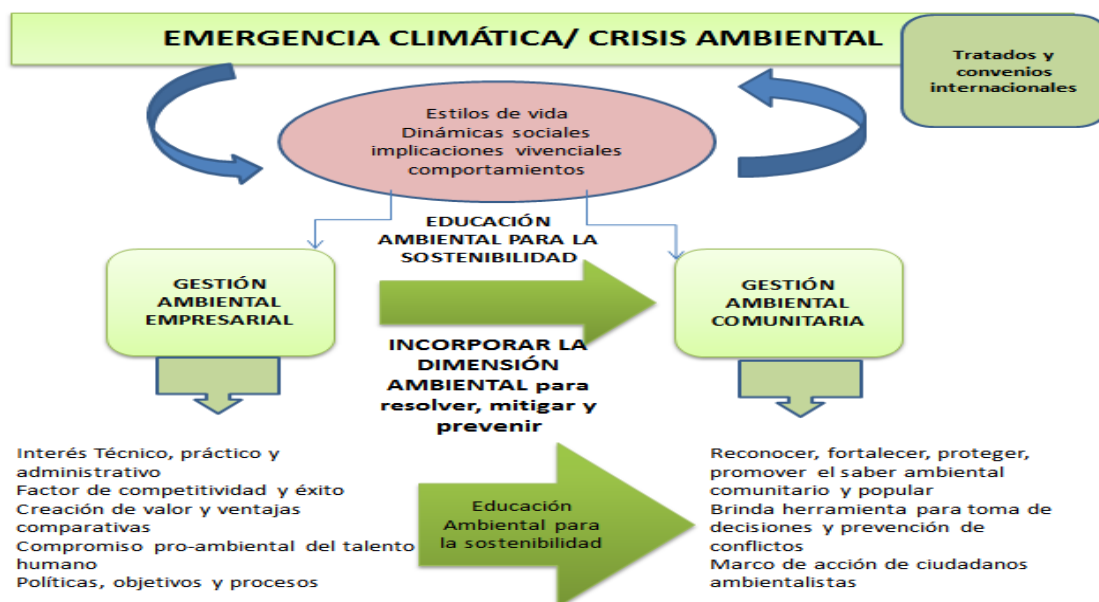 EMERGENCIA CLIMÁTICA/ CRISIS AMBIENTAL
Tratados y
convenios
internacionales
Estilos de vida
Dinámicas sociales
implicaciones vivenciales
comportamientos
EDUCACIÓN
AMBIENTAL PARA LA
SOSTENIBILIDAD
GESTIÓN
AMBIENTAL
EMPRESARIAL
GESTIÓN
AMBIENTAL
COMUNITARIA
INCORPORAR LA
DIMENSIÓN
AMBIENTAL para
resolver, mitigar y
prevenir
Interés Técnico, práctico y
administrativo
Factor de competitividad y éxito
Creación de valor y ventajas
comparativas
Compromiso pro-ambiental del talento
humano
Políticas, objetivos y procesos
Educación
Ambiental para
la sostenibilidad
Reconocer, fortalecer, proteger,
promover el saber ambiental
comunitario y popular
Brinda herramienta para toma de
decisiones y prevención de
conflictos
Marco de acción de ciudadanos
ambientalistas